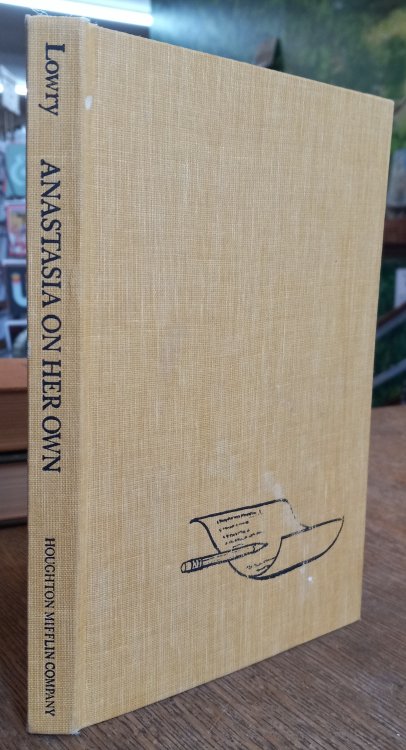 Lowry
ANASTASIA ON HER OWN
HOUGHTON MIFFLIN COMPANY